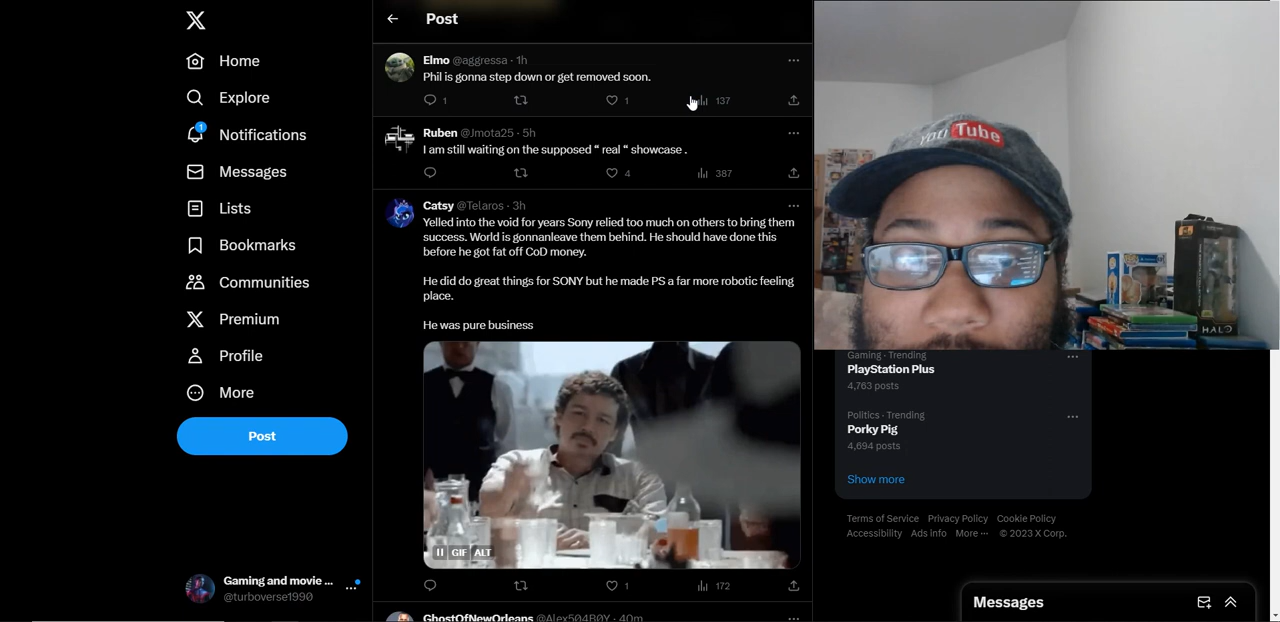 Home
Explore
1
Notifications
Messages
Lists
Bookmarks
Communities
Premium
Profile
More
Post
Gaming and movie ... ...
@turboverse1990
Post
Elmo @aggressa · 1h ...
Phil is gonna step down or get removed soon.
1 1 137
Ruben @Jmota25 · 5h ...
I am still waiting on the supposed “ real “ showcase .
4 387
Catsy @Telaros · 3h ...
Yelled into the void for years Sony relied too much on others to bring them
success. World is gonnanleave them behind. He should have done this
before he got fat off CoD money.
He did do great things for SONY but he made PS a far more robotic feeling
place.
He was pure business
GIF ALT
1 172
GhostOfNewOrleans @Alex504B0Y · 40m ...
You Tube
HALO
Gaming · Trending ...
PlayStation Plus
4,763 posts
Politics · Trending ...
Porky Pig
4,694 posts
Show more
Terms of Service Privacy Policy Cookie Policy
Accessibility Ads info More ... © 2023 X Corp.
Messages